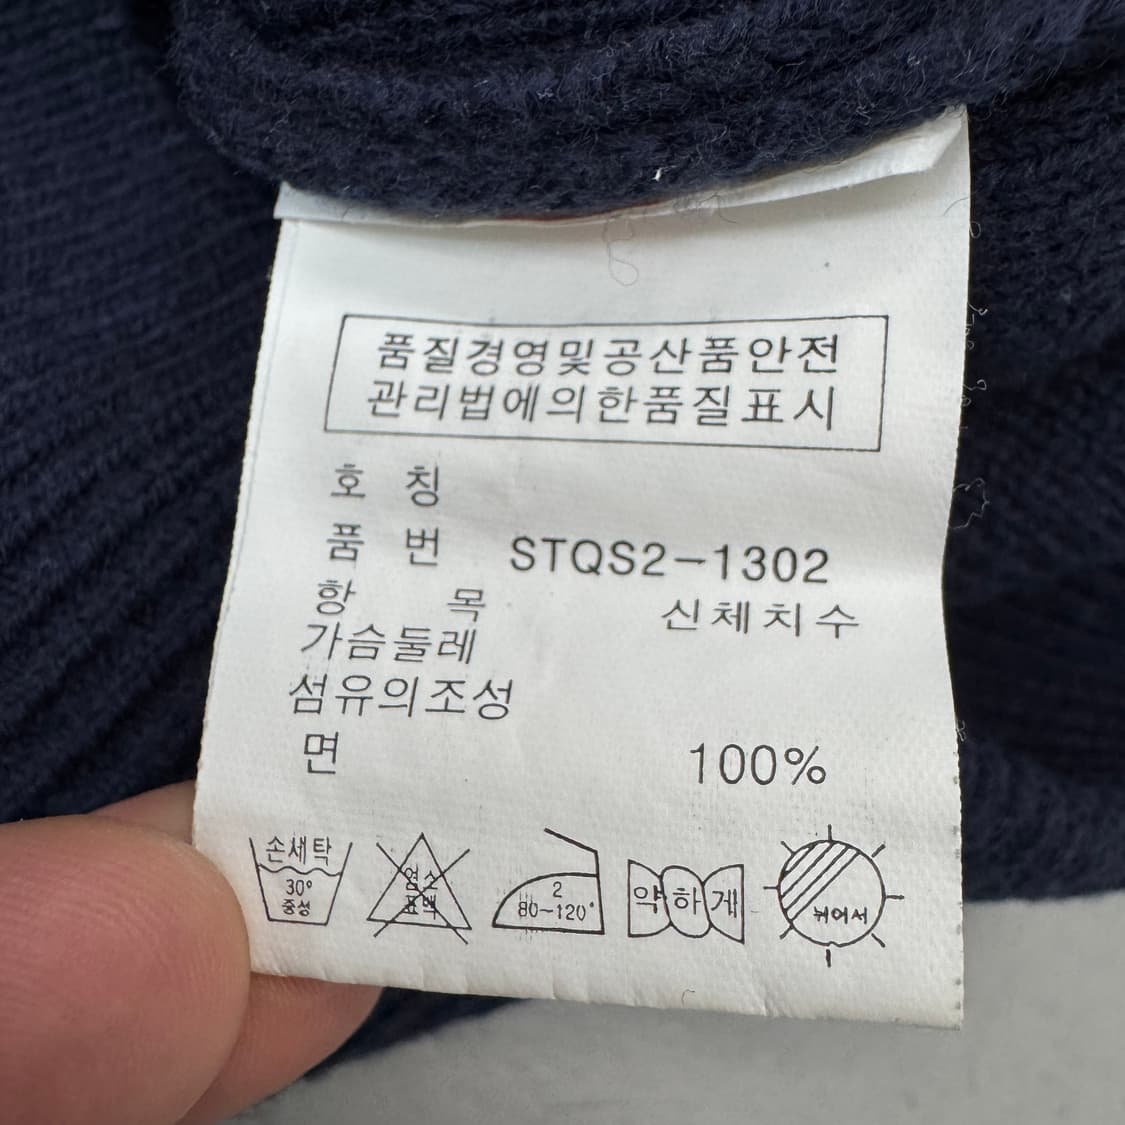 품질경영및공산품안전
관리법에의한품질표시
호 칭
품 번 STQS2-1302
항 목 신체치수
가슴둘레
섬유의조성
면 100%
손세탁
30°
중성
염소
표백
2
80~120°
약하게
뉘어서